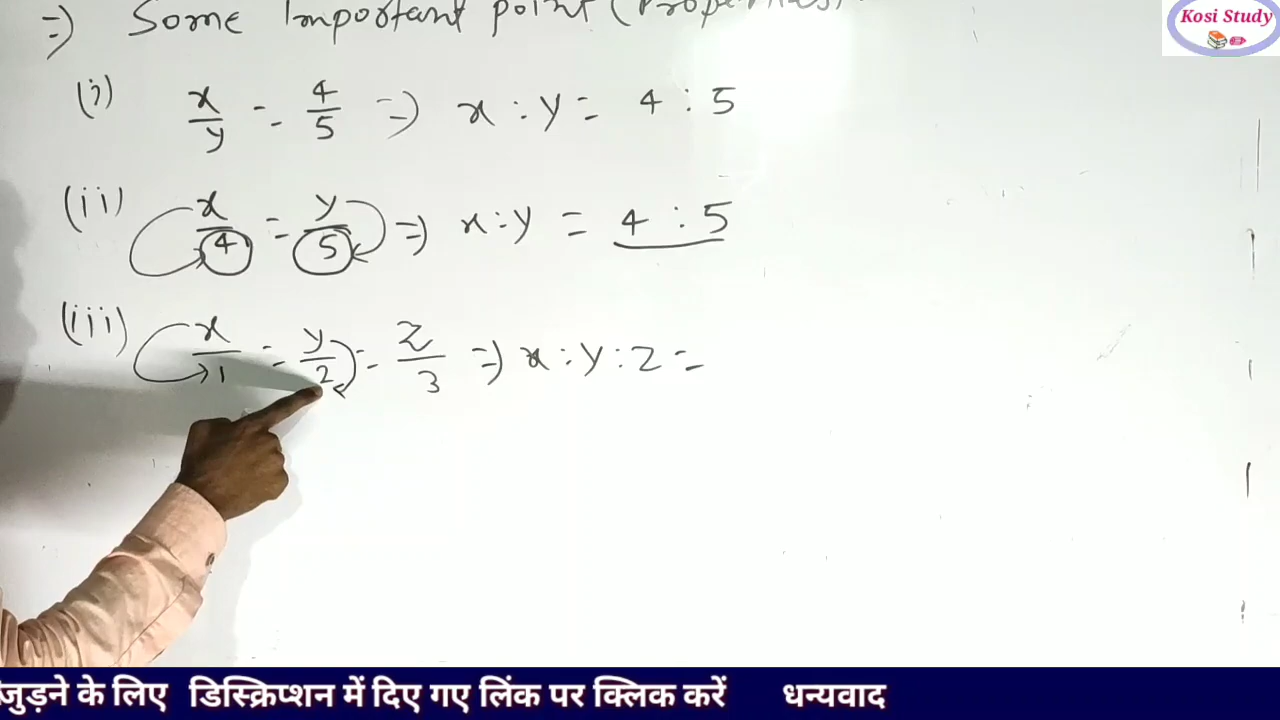 Kosi Study
=) Some Important point (Properties)
(i) x/y = 4/5 => x : y = 4 : 5
(ii) x/4 = y/5 => x : y = 4 : 5
(iii) x/1 = y/2 = z/3 => x : y : z =
जुड़ने के लिए डिस्क्रिप्शन में दिए गए लिंक पर क्लिक करें धन्यवाद